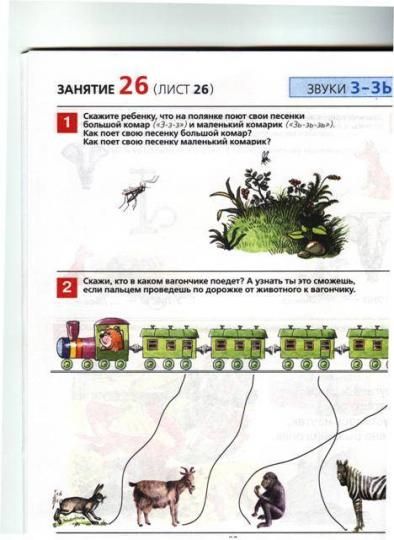 ЗАНЯТИЕ 26 (ЛИСТ 26)
ЗВУКИ З-ЗЬ
1 Скажите ребенку, что на полянке поют свои песенки
большой комар («З-з-з») и маленький комарик («Зь-зь-зь»).
Как поет свою песенку большой комар?
Как поет свою песенку маленький комарик?
2 Скажи, кто в каком вагончике поедет? А узнать ты это сможешь,
если пальцем проведешь по дорожке от животного к вагончику.